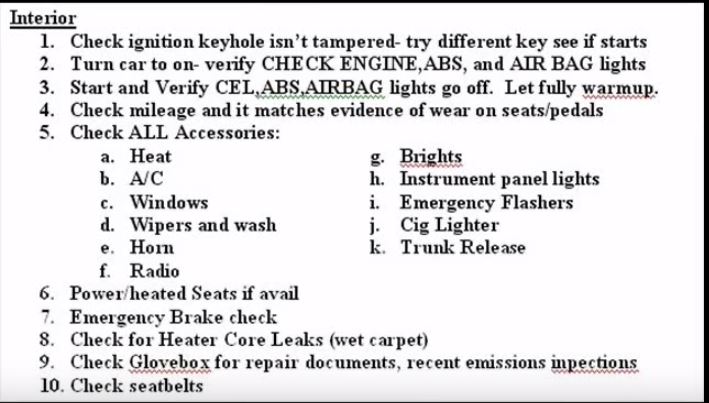 Interior
1. Check ignition keyhole isn't tampered- try different key see if starts
2. Turn car to on- verify CHECK ENGINE,ABS, and AIR BAG lights
3. Start and Verify CEL,ABS,AIRBAG lights go off. Let fully warmup.
4. Check mileage and it matches evidence of wear on seats/pedals
5. Check ALL Accessories:
a. Heat
b. A/C
c. Windows
d. Wipers and wash
e. Horn
f. Radio
g. Brights
h. Instrument panel lights
i. Emergency Flashers
j. Cig Lighter
k. Trunk Release
6. Power/heated Seats if avail
7. Emergency Brake check
8. Check for Heater Core Leaks (wet carpet)
9. Check Glovebox for repair documents, recent emissions inpections
10. Check seatbelts